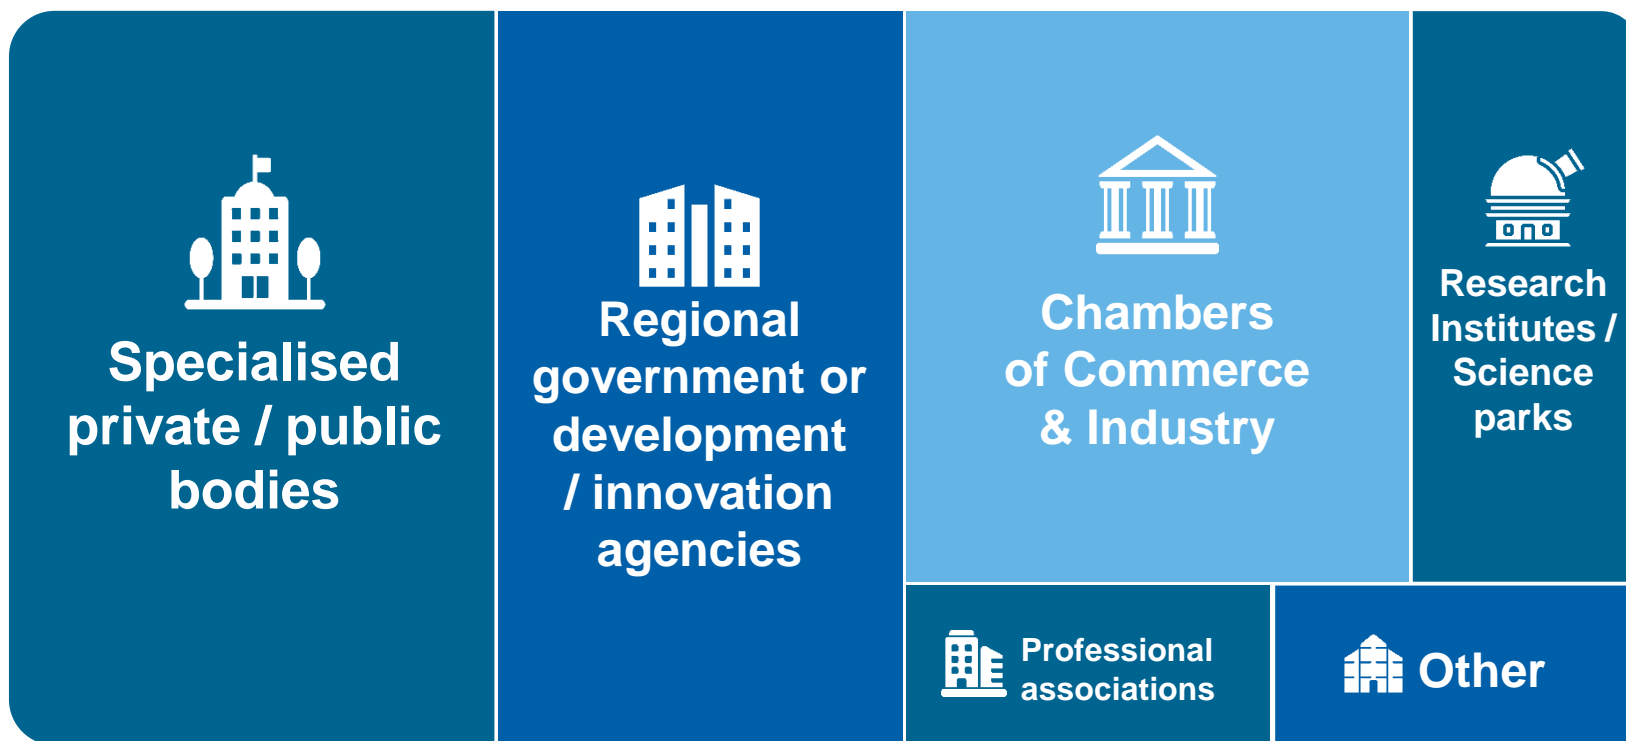 Specialised
private / public
bodies
Regional
government or
development
/ innovation
agencies
Chambers
of Commerce
& Industry
Research
Institutes /
Science
parks
Professional
associations
Other